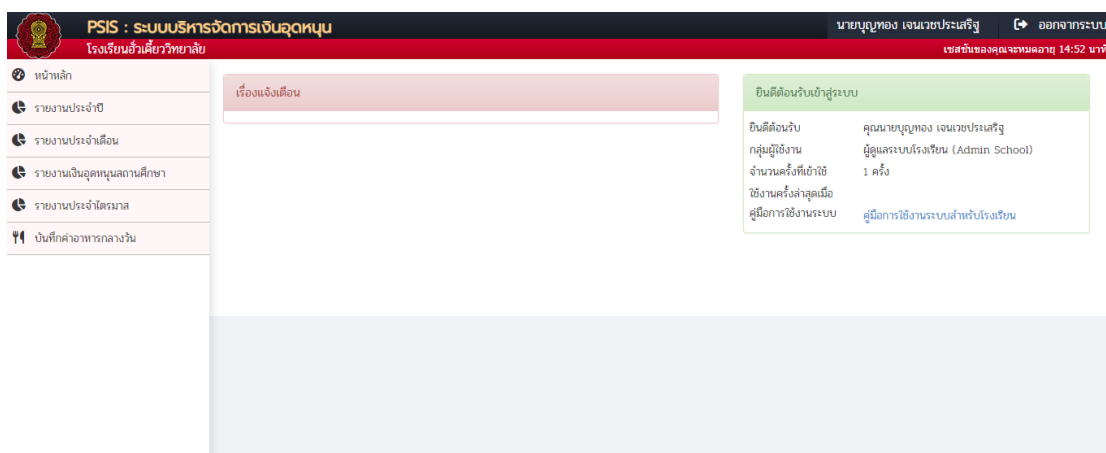 PSIS : ระบบบริหารจัดการเงินอุดหนุน
นายบุญทอง เจนเวชประเสริฐ
ออกจากระบบ
โรงเรียนฮั่วเคี้ยววิทยาลัย
เซสชันของคุณจะหมดอายุ 14:52 นาที
หน้าหลัก
รายงานประจำปี
รายงานประจำเดือน
รายงานเงินอุดหนุนสถานศึกษา
รายงานประจำไตรมาส
บันทึกค่าอาหารกลางวัน
เรื่องแจ้งเตือน
ยินดีต้อนรับเข้าสู่ระบบ
ยินดีต้อนรับ คุณนายบุญทอง เจนเวชประเสริฐ
กลุ่มผู้ใช้งาน ผู้ดูแลระบบโรงเรียน (Admin School)
จำนวนครั้งที่เข้าใช้ 1 ครั้ง
ใช้งานครั้งล่าสุดเมื่อ
คู่มือการใช้งานระบบ คู่มือการใช้งานระบบสำหรับโรงเรียน